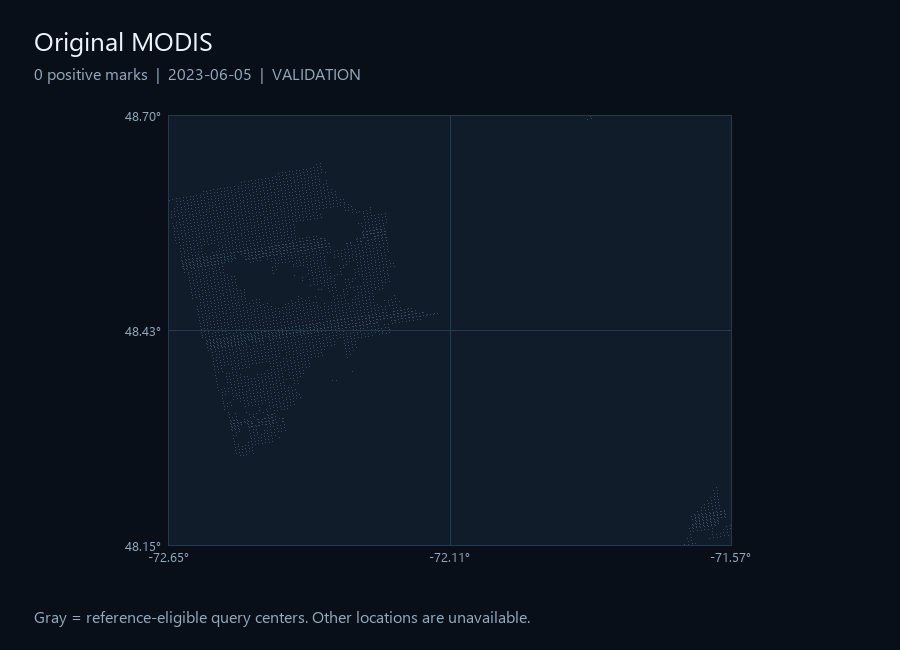 Original MODIS
0 positive marks | 2023-06-05 | VALIDATION
48.70°
48.43°
48.15°
-72.65°
-72.11°
-71.57°
Gray = reference-eligible query centers. Other locations are unavailable.